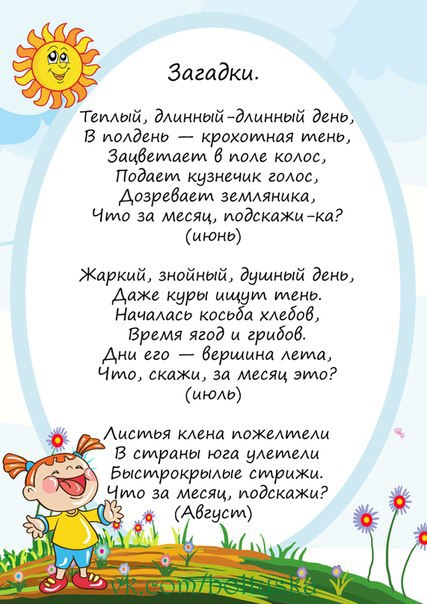 Загадки.
Теплый, длинный-длинный день,
В полдень — крохотная тень,
Зацветает в поле колос,
Подает кузнечик голос,
Дозревает земляника,
Что за месяц, подскажи-ка?
(июнь)
Жаркий, знойный, душный день,
Даже куры ищут тень.
Началась косьба хлебов,
Время ягод и грибов.
Дни его — вершина лета,
Что, скажи, за месяц это?
(июль)
Листья клена пожелтели
В страны юга улетели
Быстрокрылые стрижи.
Что за месяц, подскажи?
(Август)